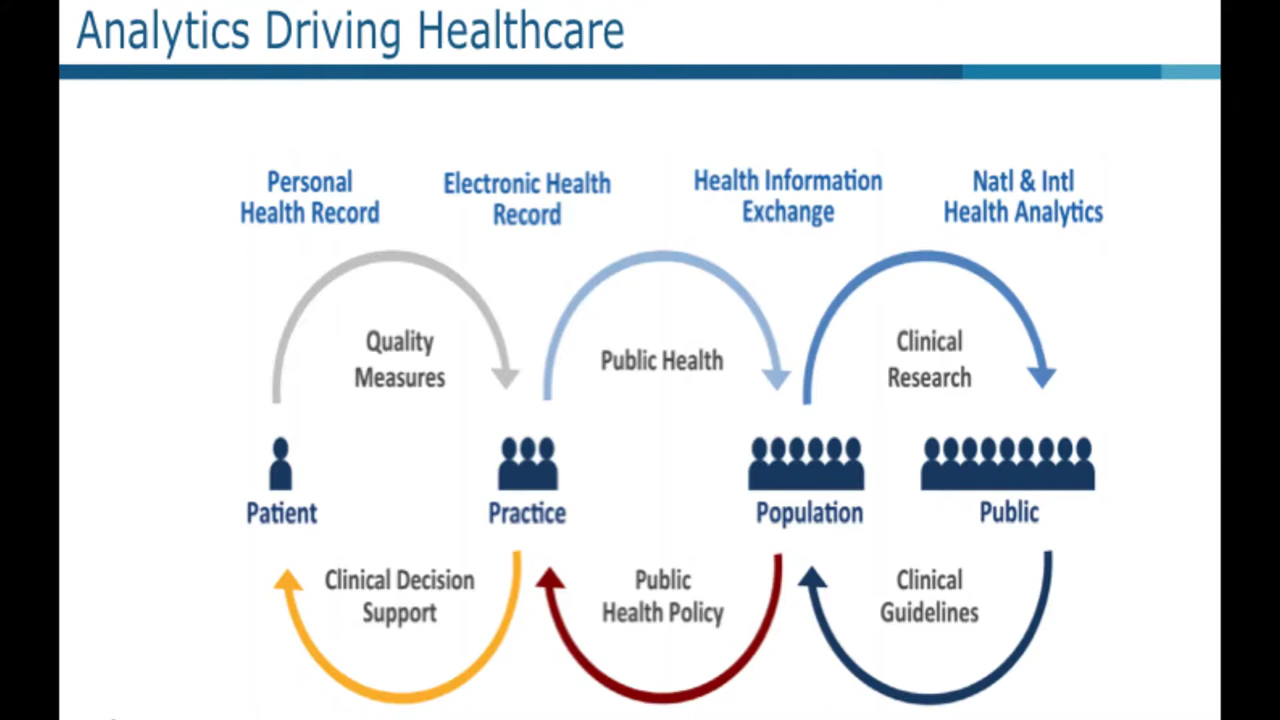 Analytics Driving Healthcare
Personal
Health Record
Electronic Health
Record
Health Information
Exchange
Natl & Intl
Health Analytics
Quality
Measures
Public Health
Clinical
Research
Patient
Practice
Population
Public
Clinical Decision
Support
Public
Health Policy
Clinical
Guidelines